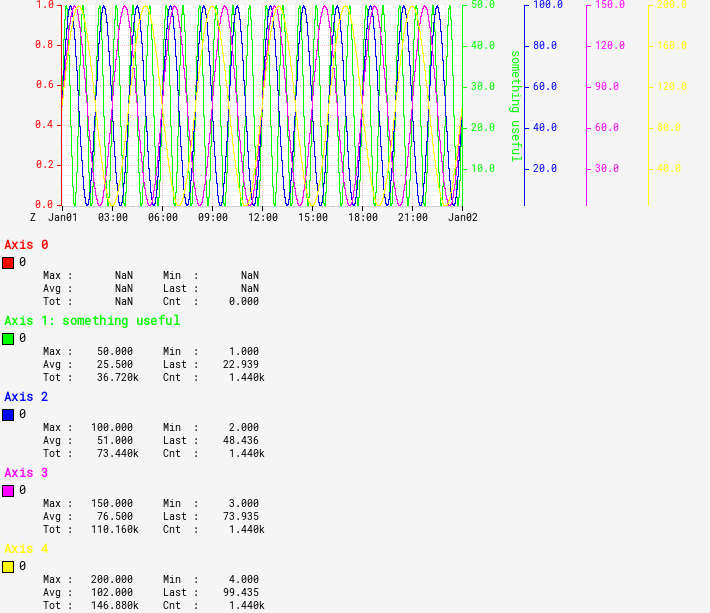 1.0 50.0 100.0 150.0 200.0
0.8 40.0 80.0 120.0 160.0
0.6 30.0 60.0 90.0 120.0
0.4 20.0 40.0 60.0 80.0
0.2 10.0 20.0 30.0 40.0
0.0
something useful
Z Jan01 03:00 06:00 09:00 12:00 15:00 18:00 21:00 Jan02
Axis 0
0
Max : NaN Min : NaN
Avg : NaN Last : NaN
Tot : NaN Cnt : 0.000
Axis 1: something useful
0
Max : 50.000 Min : 1.000
Avg : 25.500 Last : 22.939
Tot : 36.720k Cnt : 1.440k
Axis 2
0
Max : 100.000 Min : 2.000
Avg : 51.000 Last : 48.436
Tot : 73.440k Cnt : 1.440k
Axis 3
0
Max : 150.000 Min : 3.000
Avg : 76.500 Last : 73.935
Tot : 110.160k Cnt : 1.440k
Axis 4
0
Max : 200.000 Min : 4.000
Avg : 102.000 Last : 99.435
Tot : 146.880k Cnt : 1.440k